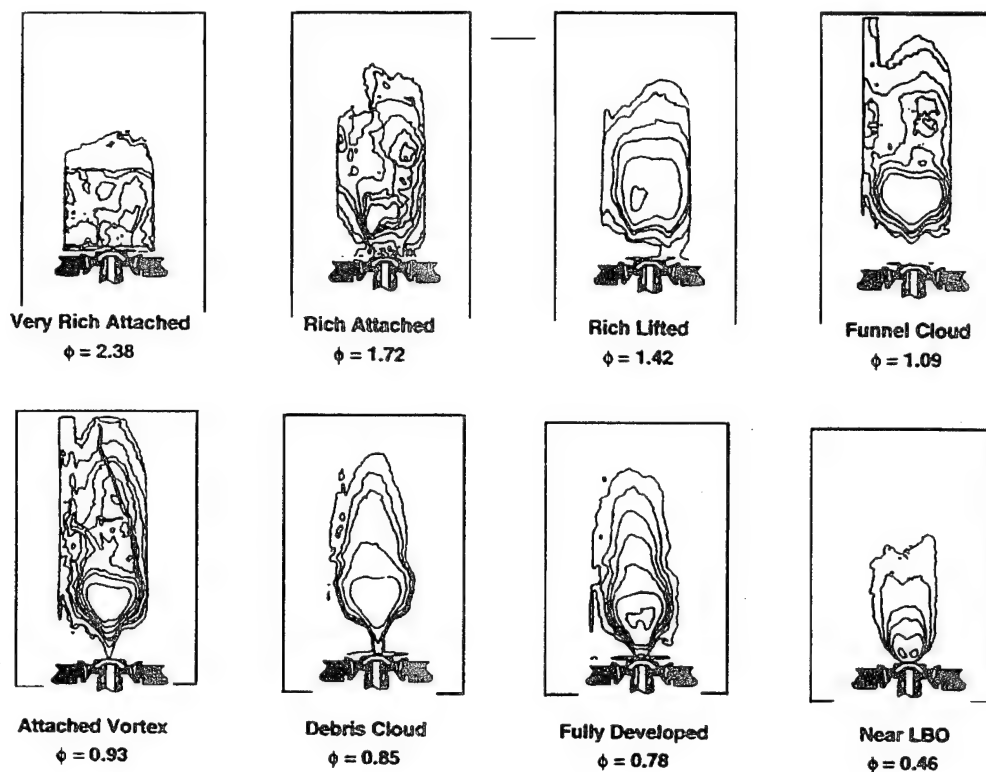 Very Rich Attached
ϕ = 2.38
Rich Attached
ϕ = 1.72
Rich Lifted
ϕ = 1.42
Funnel Cloud
ϕ = 1.09
Attached Vortex
ϕ = 0.93
Debris Cloud
ϕ = 0.85
Fully Developed
ϕ = 0.78
Near LBO
ϕ = 0.46